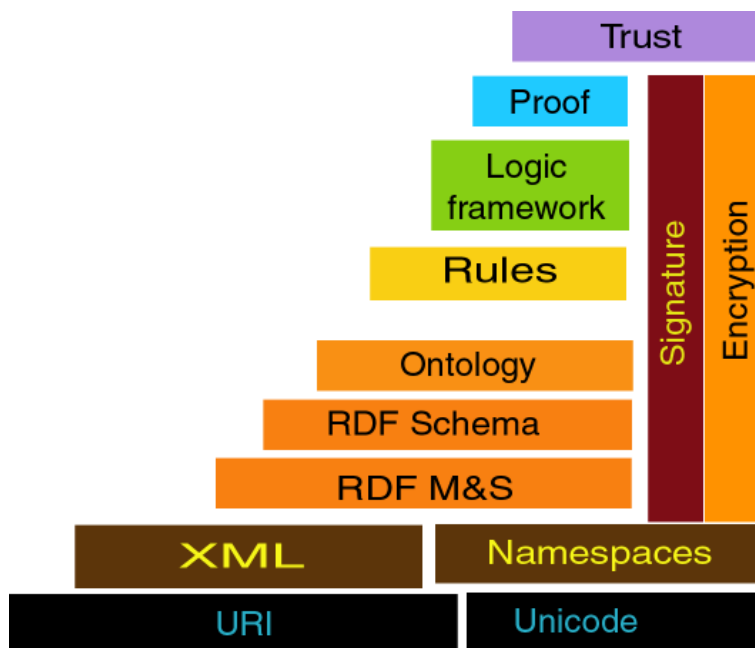 Trust
Proof
Logic
framework
Rules
Ontology
RDF Schema
RDF M&S
Signature
Encryption
XML
Namespaces
URI
Unicode